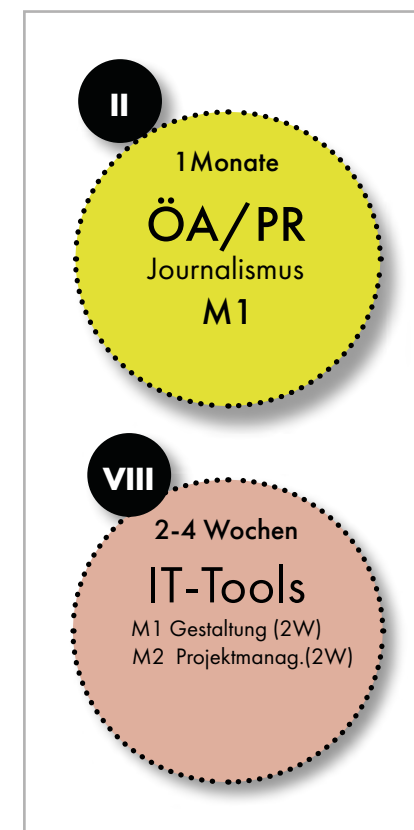 II
1Monate
ÖA/PR
Journalismus
M1
VIII
2-4 Wochen
IT-Tools
M1 Gestaltung (2W)
M2 Projektmanag.(2W)